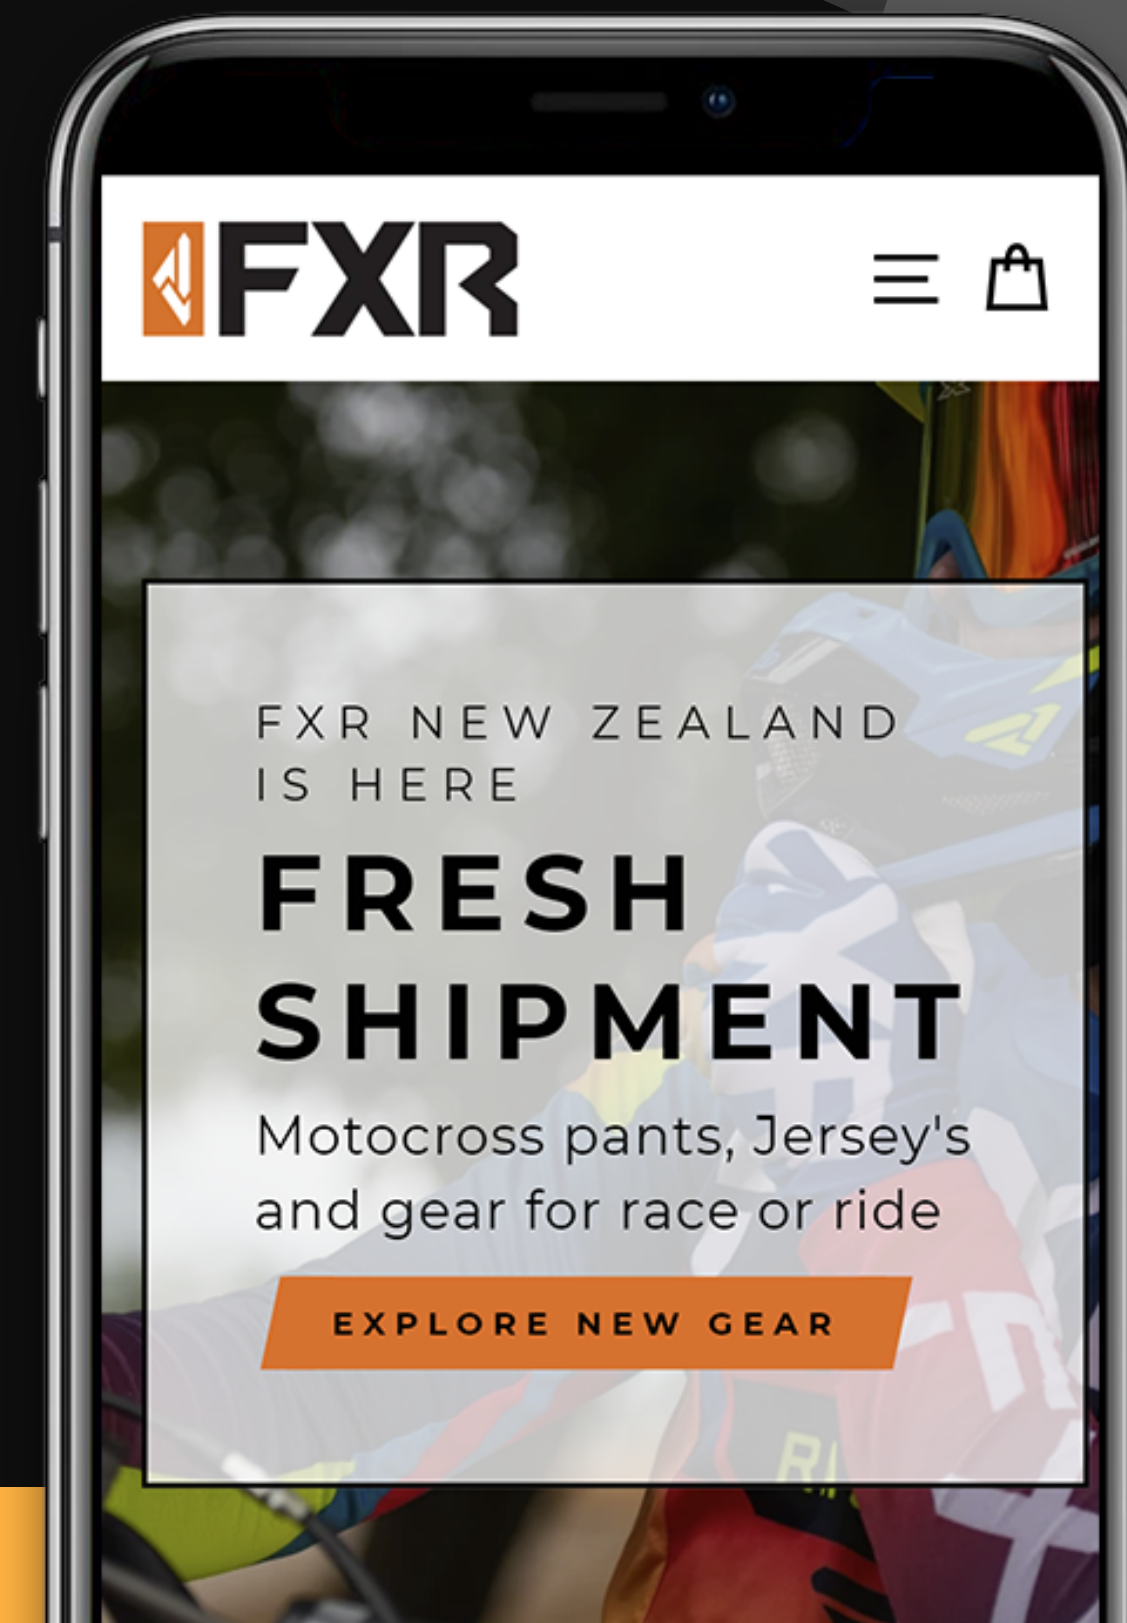 FXR
FXR NEW ZEALAND
IS HERE
FRESH
SHIPMENT
Motocross pants, Jersey's
and gear for race or ride
EXPLORE NEW GEAR